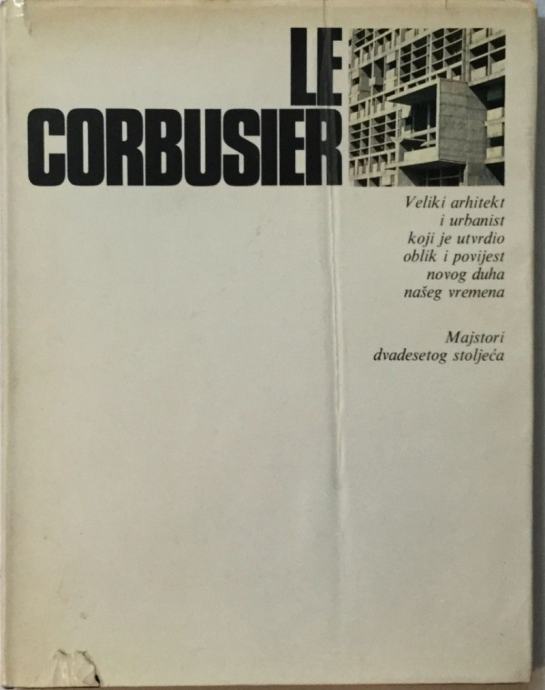 LE
CORBUSIER
Veliki arhitekt
i urbanist
koji je utvrdio
oblik i povijest
novog duha
našeg vremena
Majstori
dvadesetog stoljeća